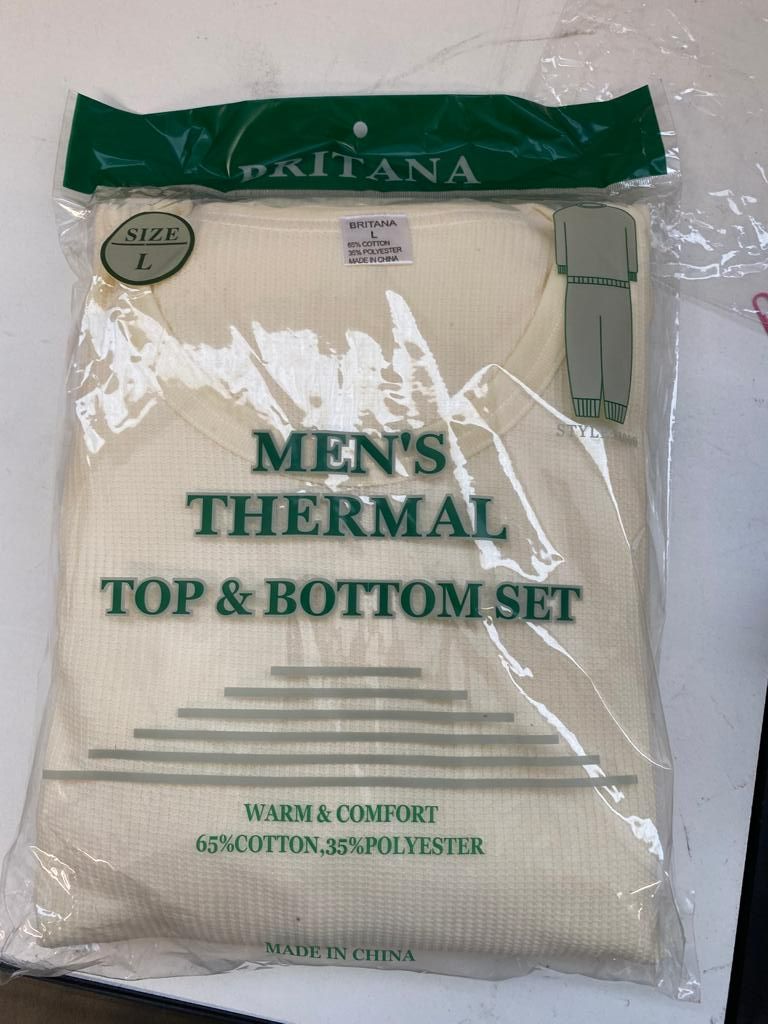 BRITANA
SIZE
L
BRITANA
L
65% COTTON
35% POLYESTER
MADE IN CHINA
MEN'S
THERMAL
TOP & BOTTOM SET
WARM & COMFORT
65%COTTON,35%POLYESTER
MADE IN CHINA